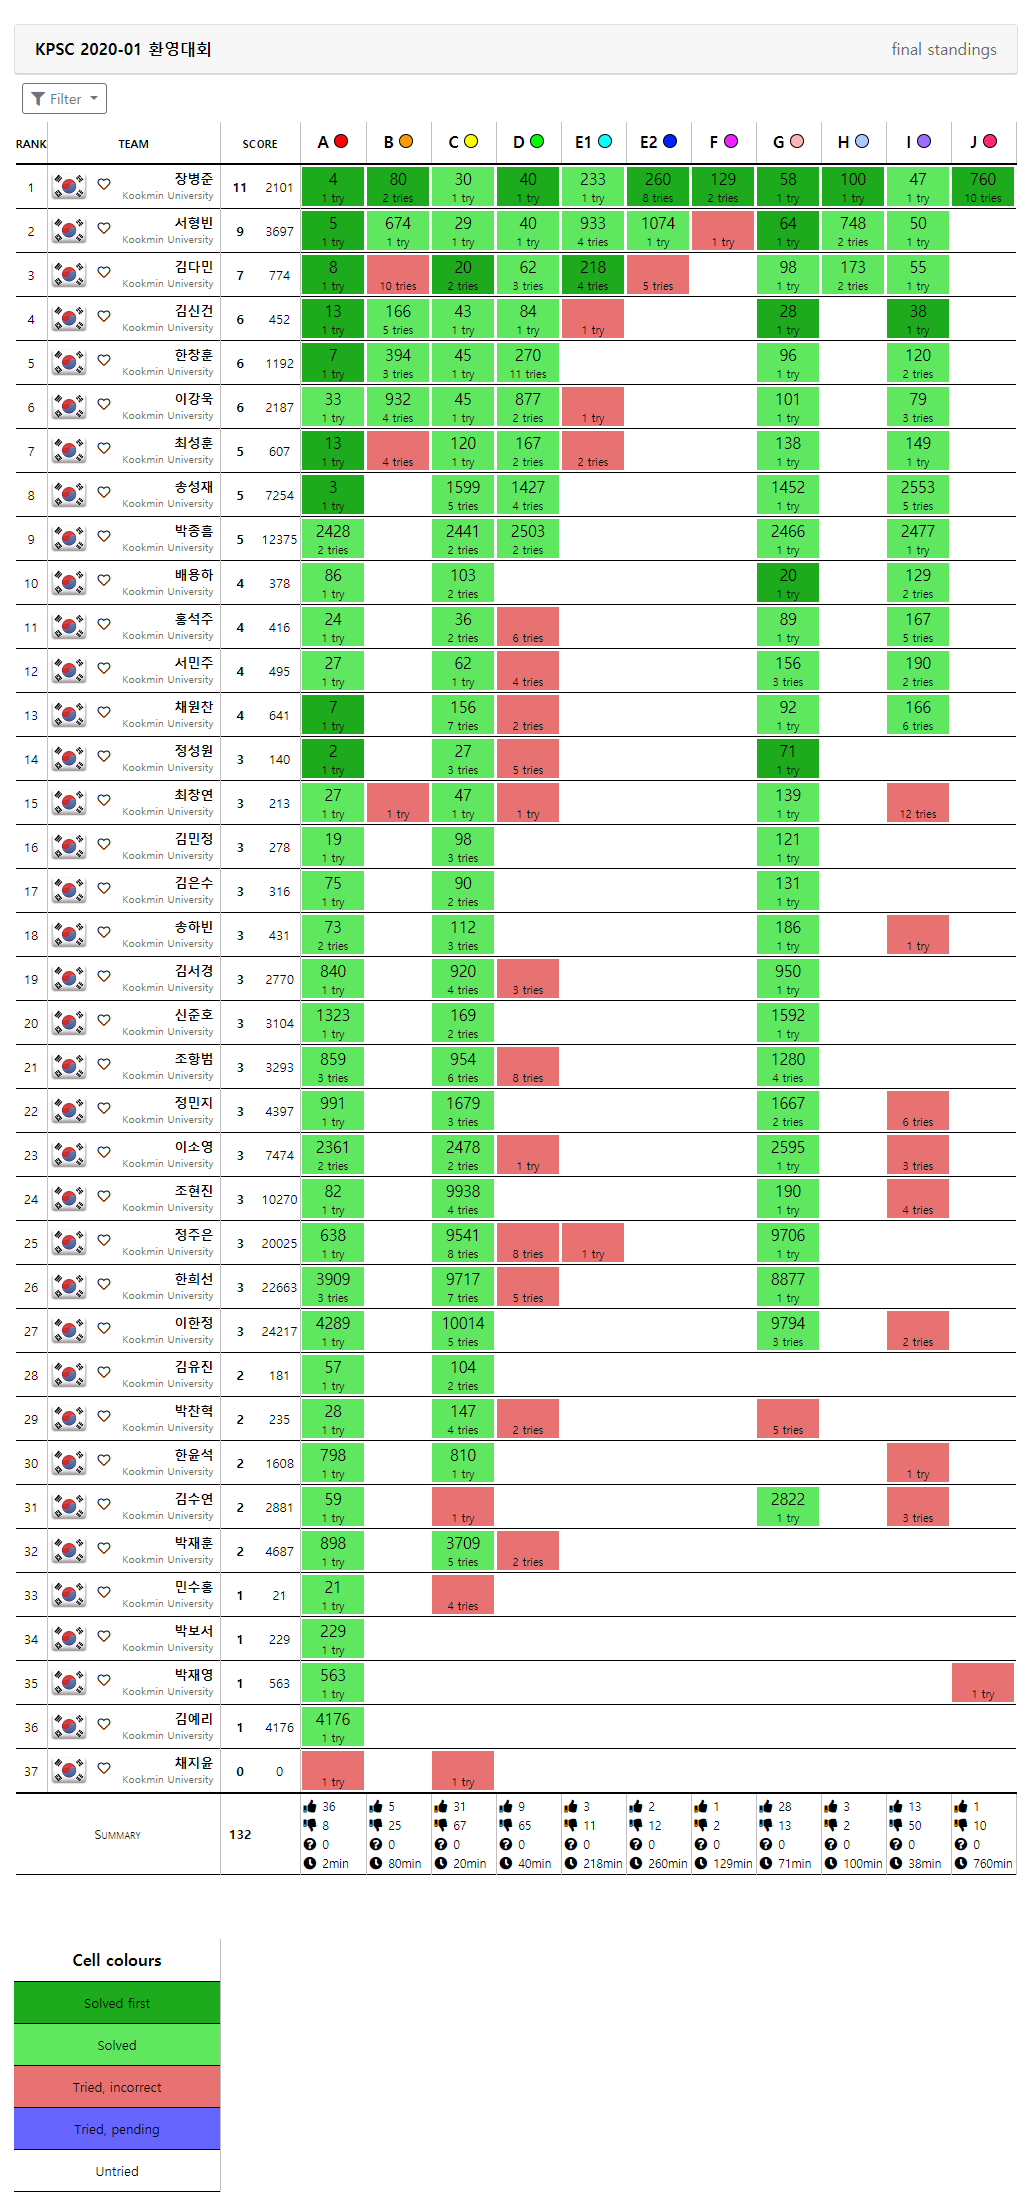 KPSC 2020-01 환영대회 final standings
Filter
RANK TEAM SCORE A B C D E1 E2 F G H I J
1 장병준 11 2101 4 80 30 40 233 260 129 58 100 47 760
Kookmin University 1 try 2 tries 1 try 1 try 1 try 8 tries 2 tries 1 try 1 try 1 try 10 tries
2 서형빈 9 3697 5 674 29 40 933 1074 64 748 50
Kookmin University 1 try 1 try 1 try 1 try 4 tries 1 try 1 try 1 try 2 tries 1 try
3 김다민 7 774 8 20 62 218 98 173 55
Kookmin University 1 try 10 tries 2 tries 3 tries 4 tries 5 tries 1 try 2 tries 1 try
4 김신건 6 452 13 166 43 84 28 38
Kookmin University 1 try 5 tries 1 try 1 try 1 try 1 try 1 try
5 한창훈 6 1192 7 394 45 270 96 120
Kookmin University 1 try 3 tries 1 try 11 tries 1 try 2 tries
6 이강욱 6 2187 33 932 45 877 101 79
Kookmin University 1 try 4 tries 1 try 2 tries 1 try 1 try 3 tries
7 최성훈 5 607 13 120 167 138 149
Kookmin University 1 try 4 tries 1 try 2 tries 2 tries 1 try 1 try
8 송성재 5 7254 3 1599 1427 1452 2553
Kookmin University 1 try 5 tries 4 tries 1 try 5 tries
9 박종흠 5 12375 2428 2441 2503 2466 2477
Kookmin University 2 tries 2 tries 2 tries 1 try 1 try
10 배용하 4 378 86 103 20 129
Kookmin University 1 try 2 tries 1 try 2 tries
11 홍석주 4 416 24 36 89 167
Kookmin University 1 try 2 tries 6 tries 1 try 5 tries
12 서민주 4 495 27 62 156 190
Kookmin University 1 try 1 try 4 tries 3 tries 2 tries
13 채원찬 4 641 7 156 92 166
Kookmin University 1 try 7 tries 2 tries 1 try 6 tries
14 정성원 3 140 2 27 71
Kookmin University 1 try 3 tries 5 tries 1 try
15 최창연 3 213 27 47 139
Kookmin University 1 try 1 try 1 try 1 try 1 try 12 tries
16 김민정 3 278 19 98 121
Kookmin University 1 try 3 tries 1 try
17 김은수 3 316 75 90 131
Kookmin University 1 try 2 tries 1 try
18 송하빈 3 431 73 112 186
Kookmin University 2 tries 3 tries 1 try 1 try
19 김서경 3 2770 840 920 950
Kookmin University 1 try 4 tries 3 tries 1 try
20 신준호 3 3104 1323 169 1592
Kookmin University 1 try 2 tries 1 try
21 조항범 3 3293 859 954 1280
Kookmin University 3 tries 6 tries 8 tries 4 tries
22 정민지 3 4397 991 1679 1667
Kookmin University 1 try 3 tries 2 tries 6 tries
23 이소영 3 7474 2361 2478 2595
Kookmin University 2 tries 2 tries 1 try 1 try 3 tries
24 조현진 3 10270 82 9938 190
Kookmin University 1 try 4 tries 1 try 4 tries
25 정주은 3 20025 638 9541 9706
Kookmin University 1 try 8 tries 8 tries 1 try 1 try
26 한희선 3 22663 3909 9717 8877
Kookmin University 3 tries 7 tries 5 tries 1 try
27 이한정 3 24217 4289 10014 9794
Kookmin University 1 try 5 tries 3 tries 2 tries
28 김유진 2 181 57 104
Kookmin University 1 try 2 tries
29 박찬혁 2 235 28 147
Kookmin University 1 try 4 tries 2 tries 5 tries
30 한윤석 2 1608 798 810
Kookmin University 1 try 1 try 1 try
31 김수연 2 2881 59 2822
Kookmin University 1 try 1 try 1 try 3 tries
32 박재훈 2 4687 898 3709
Kookmin University 1 try 5 tries 2 tries
33 민수홍 1 21 21
Kookmin University 1 try 4 tries
34 박보서 1 229 229
Kookmin University 1 try
35 박재영 1 563 563
Kookmin University 1 try 1 try
36 김예리 1 4176 4176
Kookmin University 1 try
37 채지윤 0 0
Kookmin University 1 try 1 try
36 5 31 9 3 2 1 28 3 13 1
8 25 67 65 11 12 2 13 2 50 10
Summary 132
0 0 0 0 0 0 0 0 0 0 0
2min 80min 20min 40min 218min 260min 129min 71min 100min 38min 760min
Cell colours
Solved first
Solved
Tried, incorrect
Tried, pending
Untried